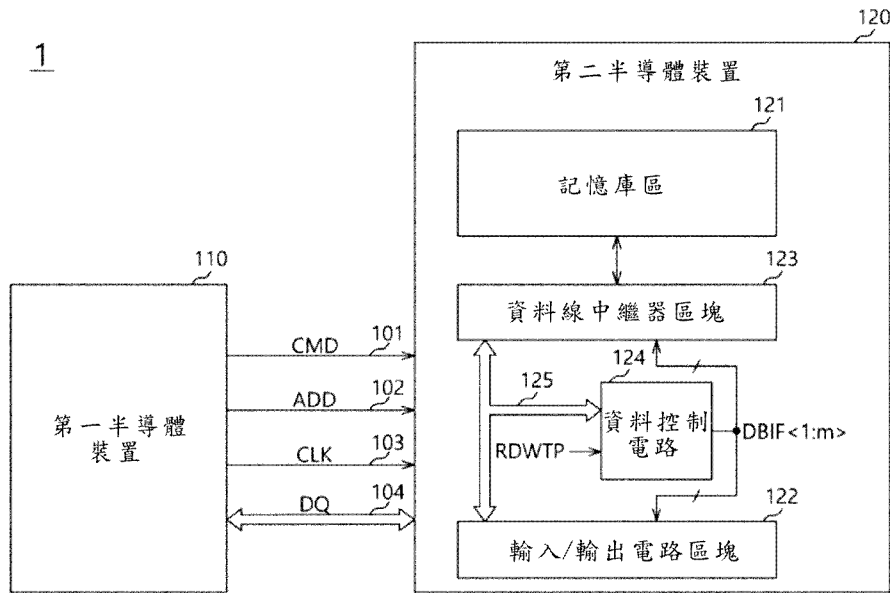 1
120
第二半導體裝置
121
記憶庫區
110
123
第一半導體
裝置
資料線中繼器區塊
CMD
101
ADD
102
CLK
103
DQ
104
125
124
資料控制
電路
RDWTP
DBIF<1:m>
122
輸入/輸出電路區塊